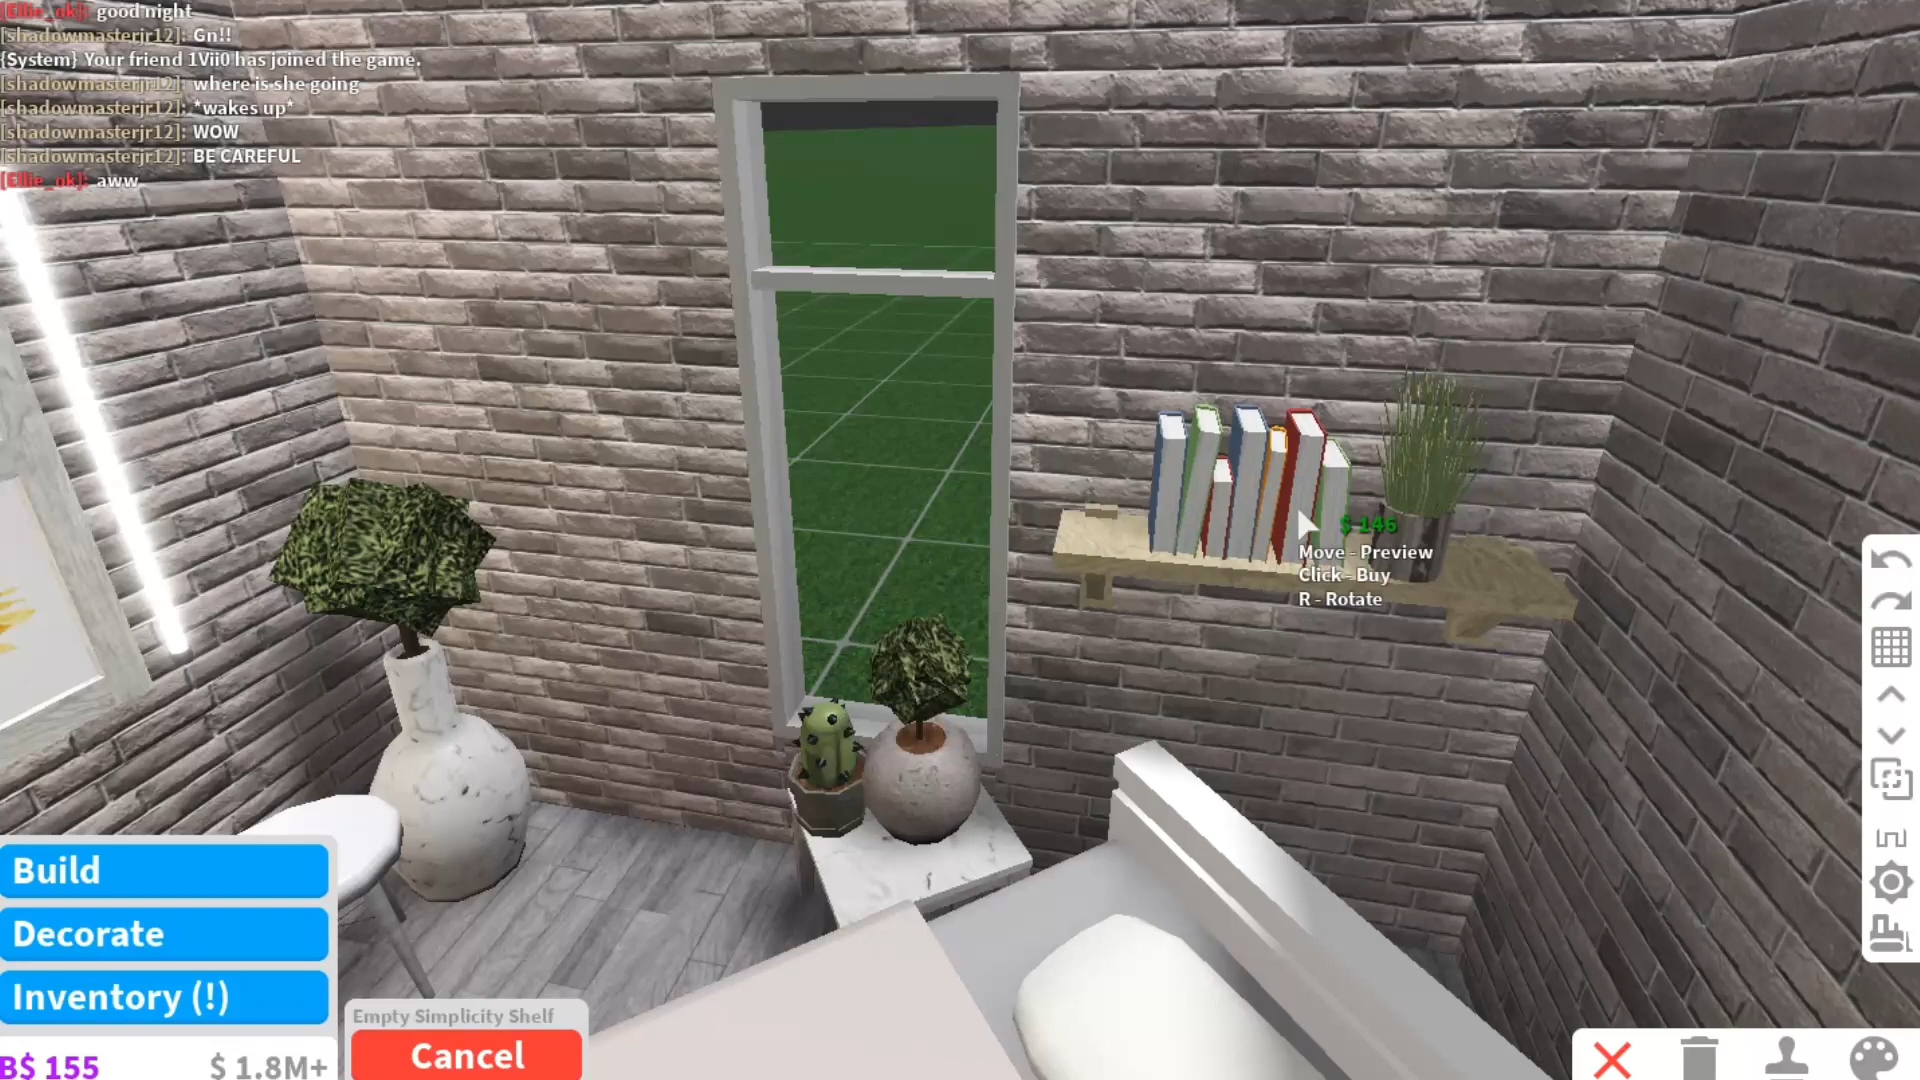 [Ellie_ok]: good night
[shadowmasterjr12]: Gn!!
{System} Your friend 1Vii0 has joined the game.
[shadowmasterjr12]: where is she going
[shadowmasterjr12]: *wakes up*
[shadowmasterjr12]: WOW
[shadowmasterjr12]: BE CAREFUL
[Ellie_ok]: aww
$ 146
Move - Preview
Click - Buy
R - Rotate
Build
Decorate
Inventory (!)
B$ 155
$ 1.8M+
Empty Simplicity Shelf
Cancel